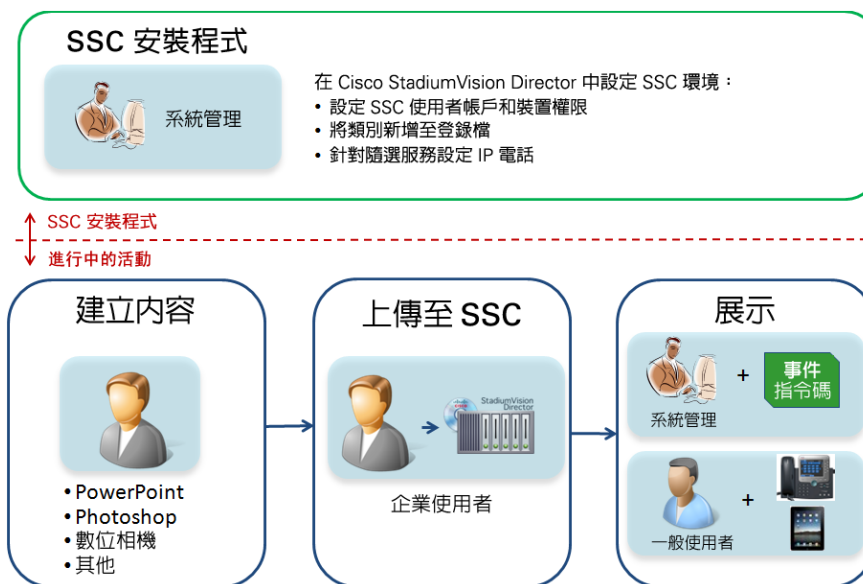 SSC 安裝程式
系統管理
在 Cisco StadiumVision Director 中設定 SSC 環境：
• 設定 SSC 使用者帳戶和裝置權限
• 將類別新增至登錄檔
• 針對隨選服務設定 IP 電話
SSC 安裝程式
進行中的活動
建立內容
• PowerPoint
• Photoshop
• 數位相機
• 其他
上傳至 SSC
StadiumVision
Director
企業使用者
展示
+
事件
指令碼
系統管理
+
一般使用者